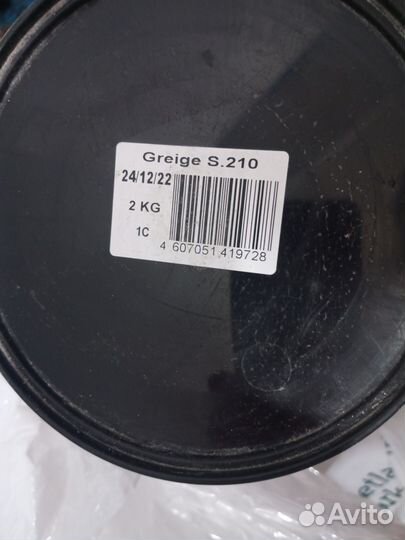 Greige S.210
24/12/22
2 KG
1C
4 607051 419728
Avito